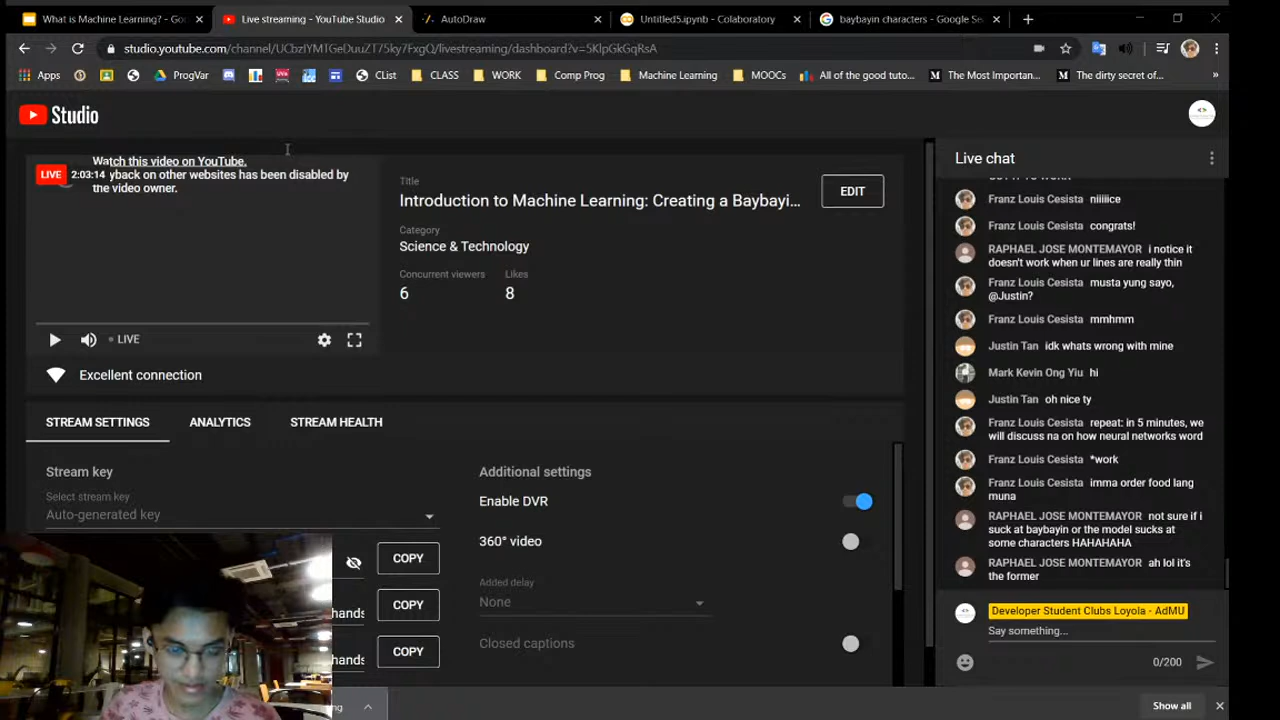 What is Machine Learning? - Go
Live streaming - YouTube Studio
AutoDraw
Untitled5.ipynb - Colaboratory
baybayin characters - Google Se
studio.youtube.com/channel/UCbzIYMTGeDuuZT75ky7FxgQ/livestreaming/dashboard?v=5KlpGkGqRsA
Apps
ProgVar
CList
CLASS
WORK
Comp Prog
Machine Learning
MOOCs
All of the good tuto...
The Most Importan...
The dirty secret of...
Studio
Watch this video on YouTube.
LIVE 2:03:14 yback on other websites has been disabled by
the video owner.
LIVE
Excellent connection
Title
Introduction to Machine Learning: Creating a Baybayi...
EDIT
Category
Science & Technology
Concurrent viewers
6
Likes
8
STREAM SETTINGS
ANALYTICS
STREAM HEALTH
Stream key
Select stream key
Auto-generated key
COPY
hands
COPY
hands
COPY
Additional settings
Enable DVR
360° video
Added delay
None
Closed captions
Live chat
Franz Louis Cesista niiiiice
Franz Louis Cesista congrats!
RAPHAEL JOSE MONTEMAYOR i notice it
doesn't work when ur lines are really thin
Franz Louis Cesista musta yung sayo,
@Justin?
Franz Louis Cesista mmhmm
Justin Tan idk whats wrong with mine
Mark Kevin Ong Yiu hi
Justin Tan oh nice ty
Franz Louis Cesista repeat: in 5 minutes, we
will discuss na on how neural networks word
Franz Louis Cesista *work
Franz Louis Cesista imma order food lang
muna
RAPHAEL JOSE MONTEMAYOR not sure if i
suck at baybayin or the model sucks at
some characters HAHAHAHA
RAPHAEL JOSE MONTEMAYOR ah lol it's
the former
Developer Student Clubs Loyola - AdMU
Say something...
0/200
ng
Show all